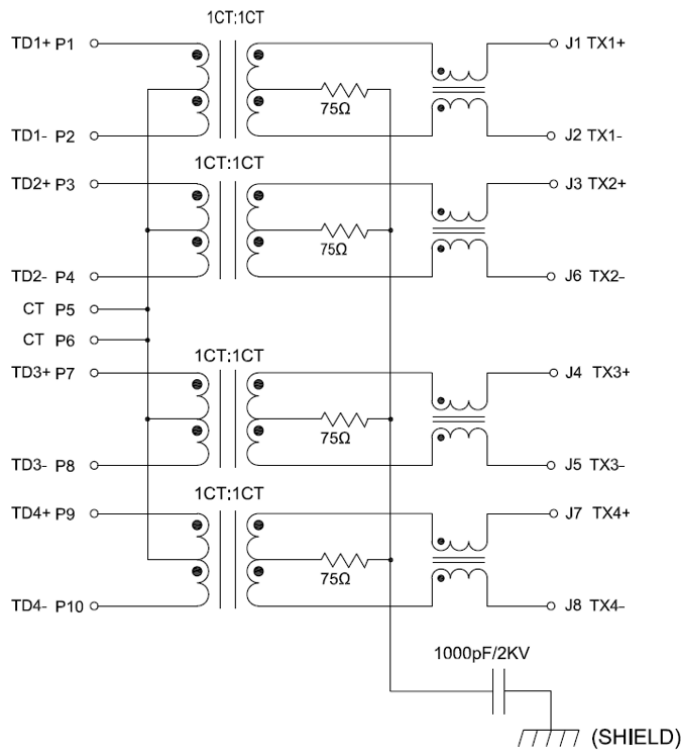 1CT:1CT
TD1+ P1
J1 TX1+
75Ω
TD1- P2
J2 TX1-
1CT:1CT
TD2+ P3
J3 TX2+
75Ω
TD2- P4
J6 TX2-
CT P5
CT P6
1CT:1CT
TD3+ P7
J4 TX3+
75Ω
TD3- P8
J5 TX3-
1CT:1CT
TD4+ P9
J7 TX4+
75Ω
TD4- P10
J8 TX4-
1000pF/2KV
(SHIELD)